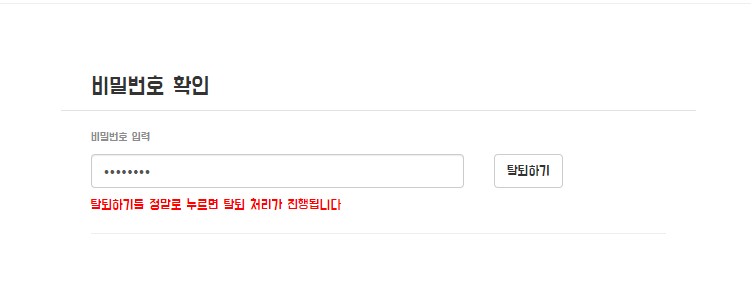 비밀번호 확인
비밀번호 입력
••••••••
탈퇴하기
탈퇴하기를 정말로 누르면 탈퇴 처리가 진행됩니다